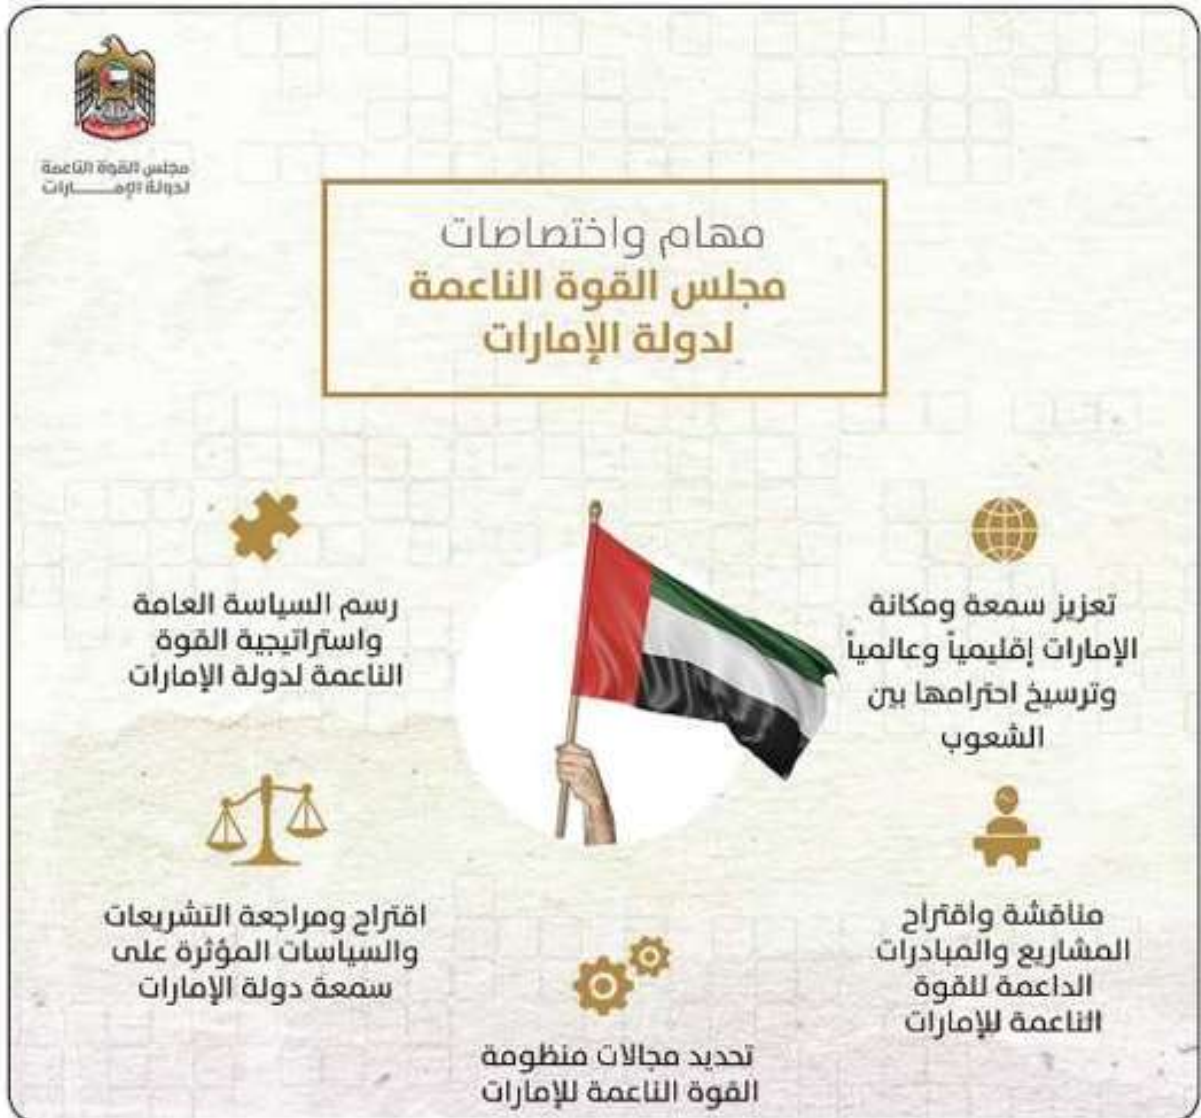 مجلس القوة الناعمة
لدولة الإمـــــارات
مهام واختصاصات
مجلس القوة الناعمة
لدولة الإمارات
تعزيز سمعة ومكانة
الإمارات إقليمياً وعالمياً
وترسيخ احترامها بين
الشعوب
رسم السياسة العامة
واستراتيجية القوة
الناعمة لدولة الإمارات
مناقشة واقتراح
المشاريع والمبادرات
الداعمة للقوة
الناعمة للإمارات
اقتراح ومراجعة التشريعات
والسياسات المؤثرة على
سمعة دولة الإمارات
تحديد مجالات منظومة
القوة الناعمة للإمارات